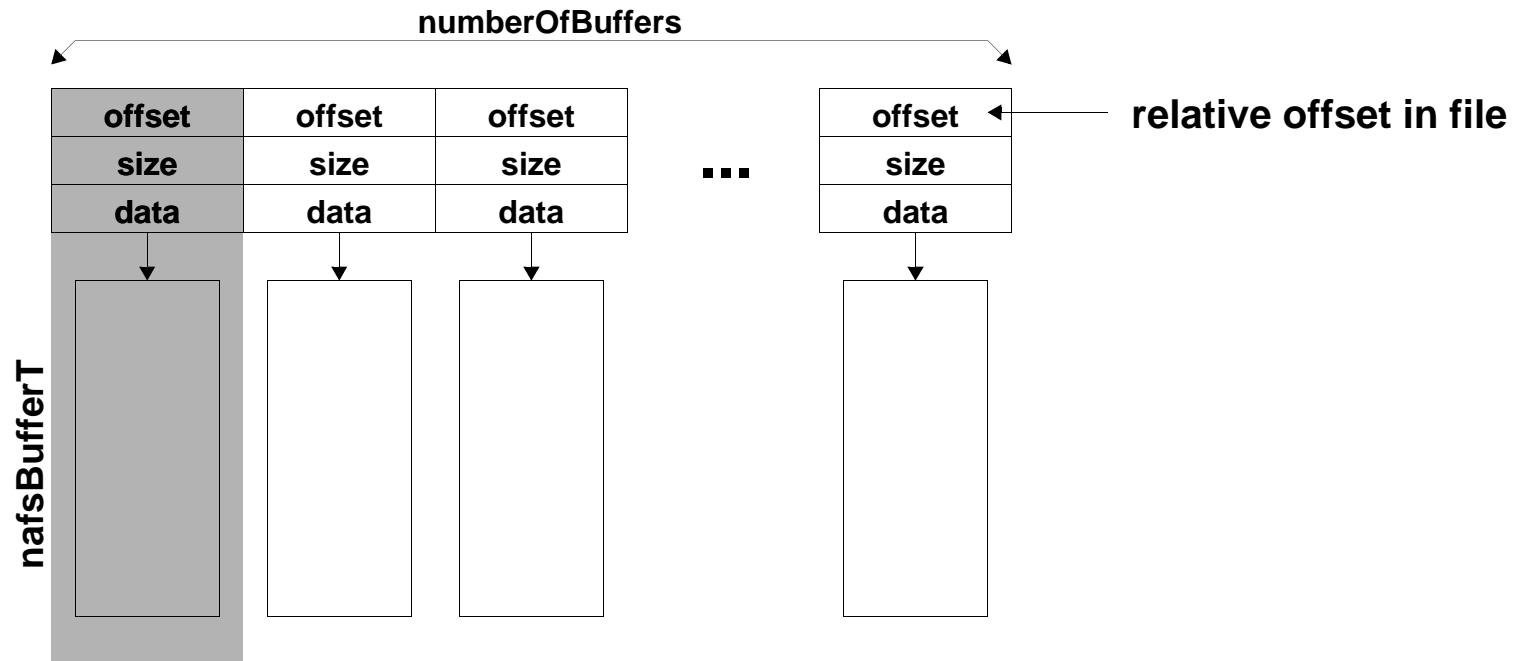 numberOfBuffers
offset offset offset offset relative offset in file
size size size ... size
data data data data
nafsBufferT